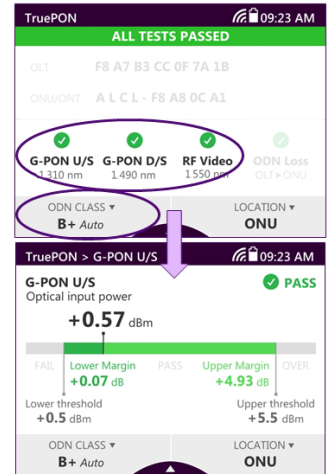 TruePON 09:23 AM
ALL TESTS PASSED
OLT F8 A7 B3 CC 0F 7A 1B
ONU/ONT A L C L - F8 A8 0C A1
G-PON U/S G-PON D/S RF Video ODN Loss
1310 nm 1490 nm 1550 nm OLT▸ONU
ODN CLASS ▾ LOCATION ▾
B+ Auto ONU
TruePON > G-PON U/S 09:23 AM
G-PON U/S PASS
Optical input power
+0.57 dBm
FAIL Lower Margin PASS Upper Margin OVER
+0.07 dB +4.93 dB
Lower threshold Upper threshold
+0.5 dBm +5.5 dBm
ODN CLASS ▾ LOCATION ▾
B+ Auto ONU